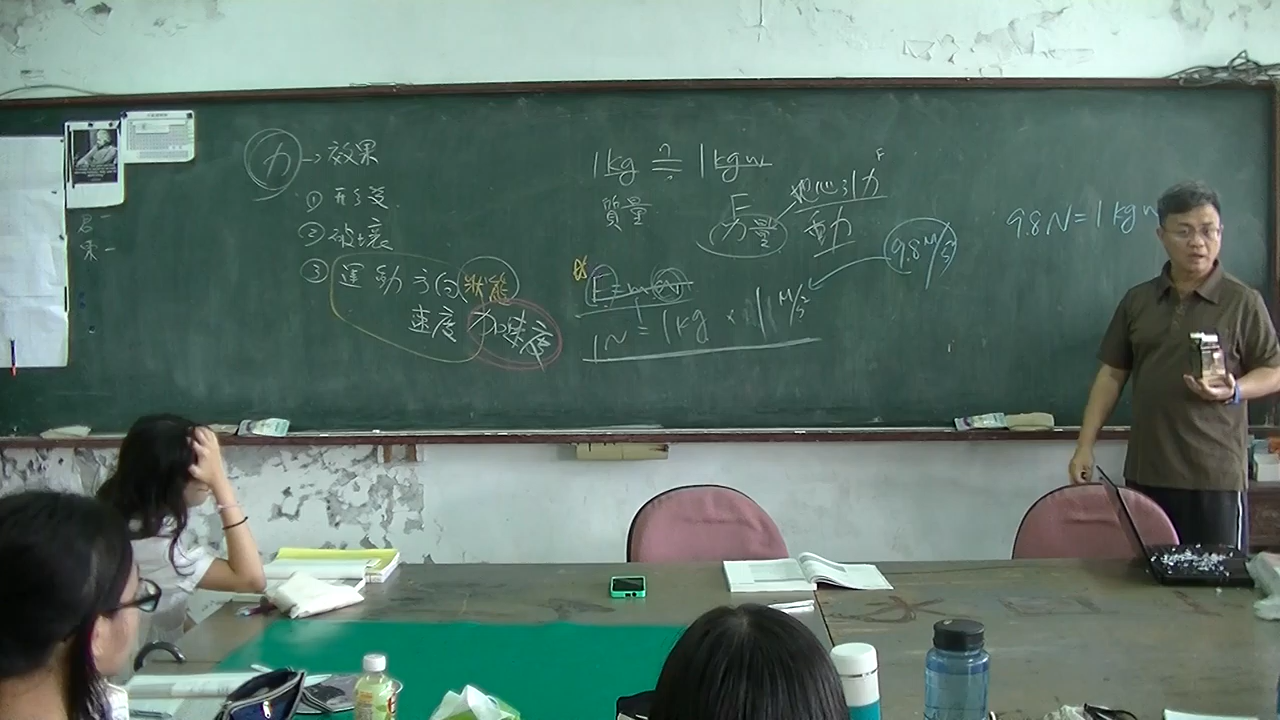 力→效果
① 形變
② 破壞
③ 運動方向狀態
速度 加速度
1kg ≟ 1kgw
質量 F 地心引力 F
力量 重力
F=ma
1N = 1kg × 1 M/s²
9.8 M/s²
9.8N = 1kgw